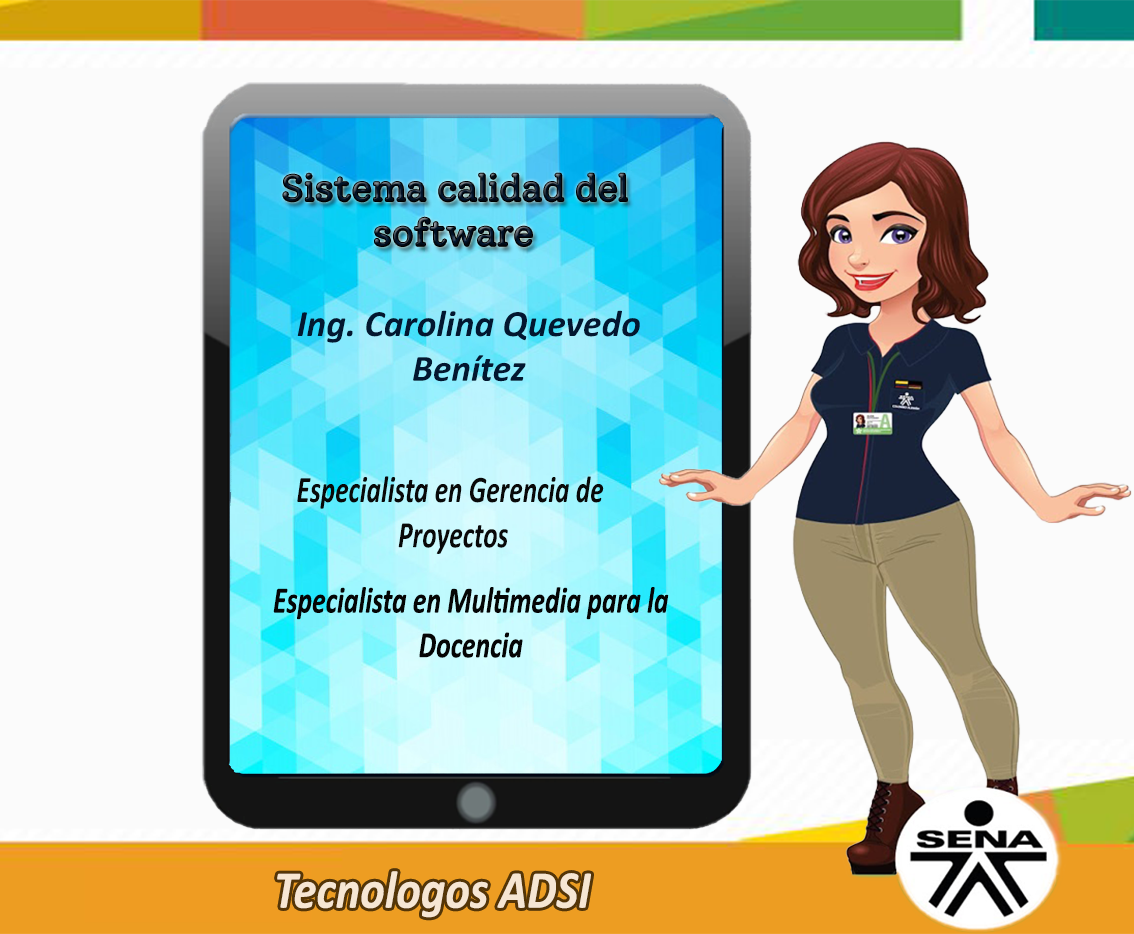 Sistema calidad del
software
Ing. Carolina Quevedo
Benítez
Especialista en Gerencia de
Proyectos
Especialista en Multimedia para la
Docencia
SENA
Tecnologos ADSI